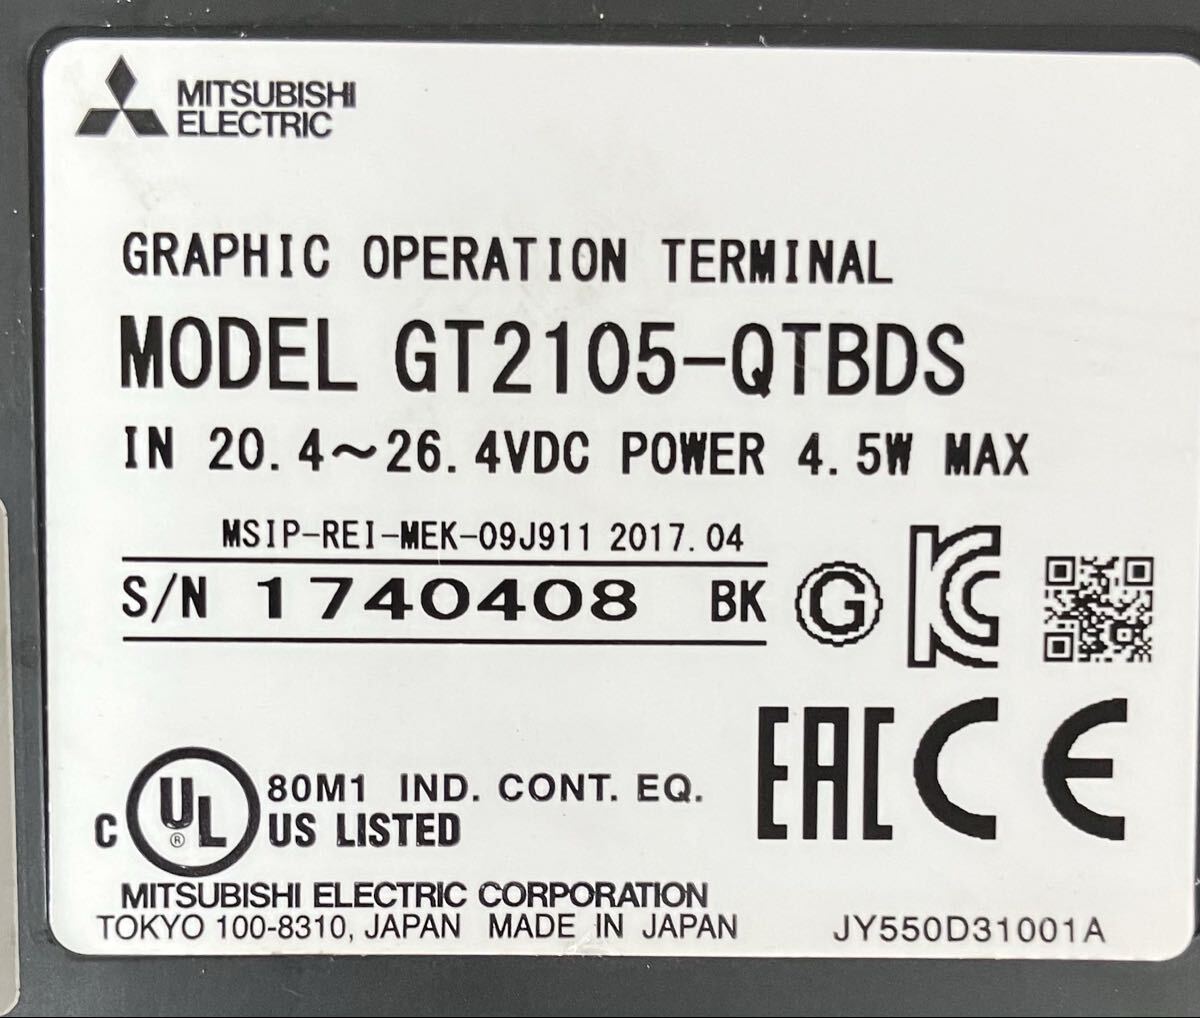 MITSUBISHI
ELECTRIC
GRAPHIC OPERATION TERMINAL
MODEL GT2105-QTBDS
IN 20.4~26.4VDC POWER 4.5W MAX
MSIP-REI-MEK-09J911 2017.04
S/N 1740408 BK
G KC
EAC CE
C UL ® 80M1 IND. CONT. EQ.
US LISTED
MITSUBISHI ELECTRIC CORPORATION
TOKYO 100-8310, JAPAN MADE IN JAPAN JY550D31001A